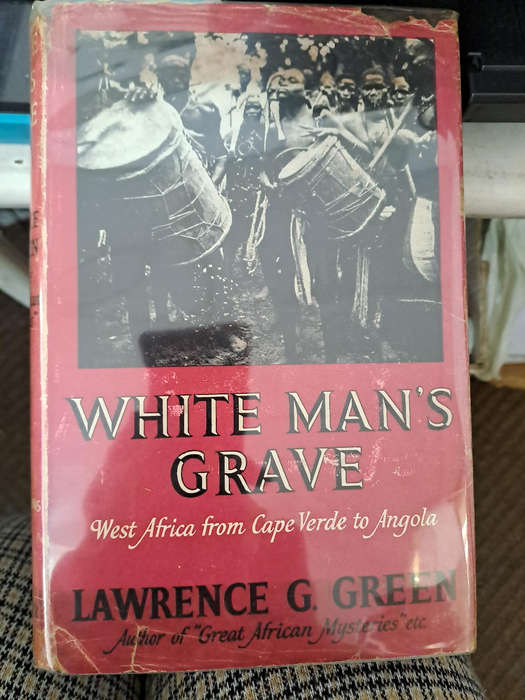 WHITE MAN'S
GRAVE
West Africa from Cape Verde to Angola
LAWRENCE G. GREEN
Author of "Great African Mysteries" etc.